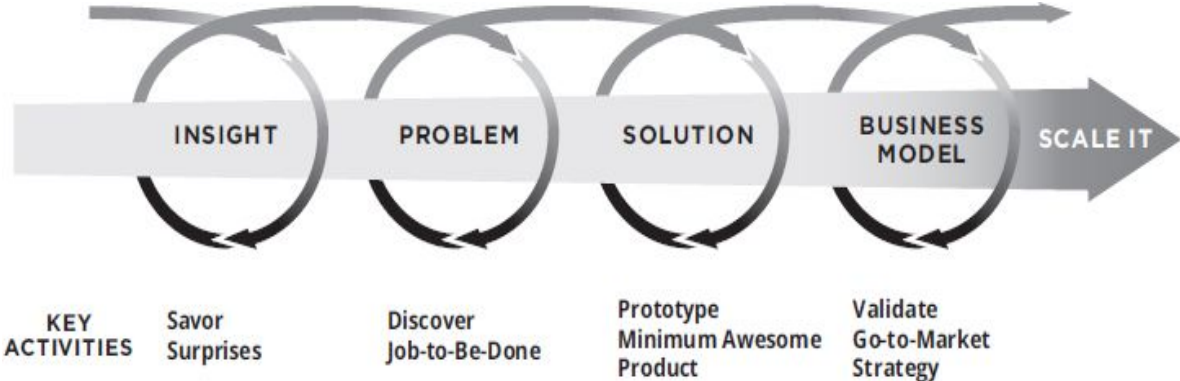 INSIGHT
PROBLEM
SOLUTION
BUSINESS
MODEL
SCALE IT
KEY
ACTIVITIES
Savor
Surprises
Discover
Job-to-Be-Done
Prototype
Minimum Awesome
Product
Validate
Go-to-Market
Strategy